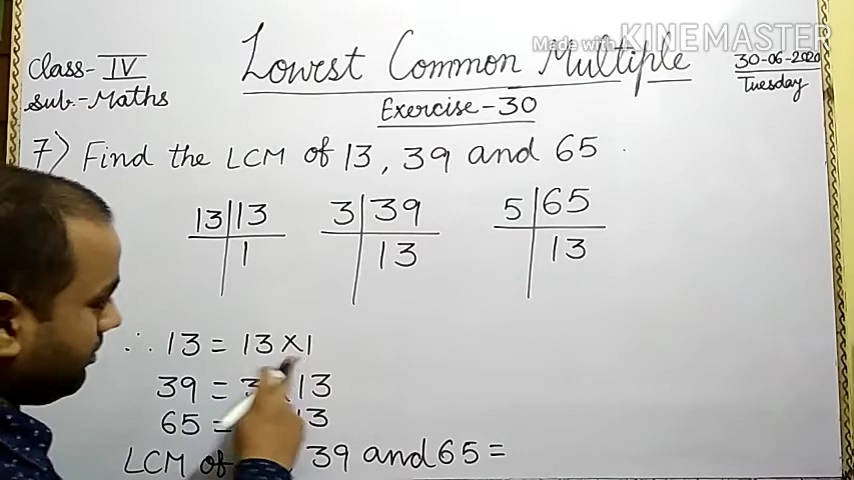 Made with KINEMASTER
Class-IV
Sub.-Maths
Lowest Common Multiple
30-06-2020
Tuesday
Exercise-30
7) Find the LCM of 13, 39 and 65.
13 | 13
1
3 | 39
13
5 | 65
13
∴ 13 = 13×1
39 = 3 13
65 = 13
LCM of 39 and 65 =